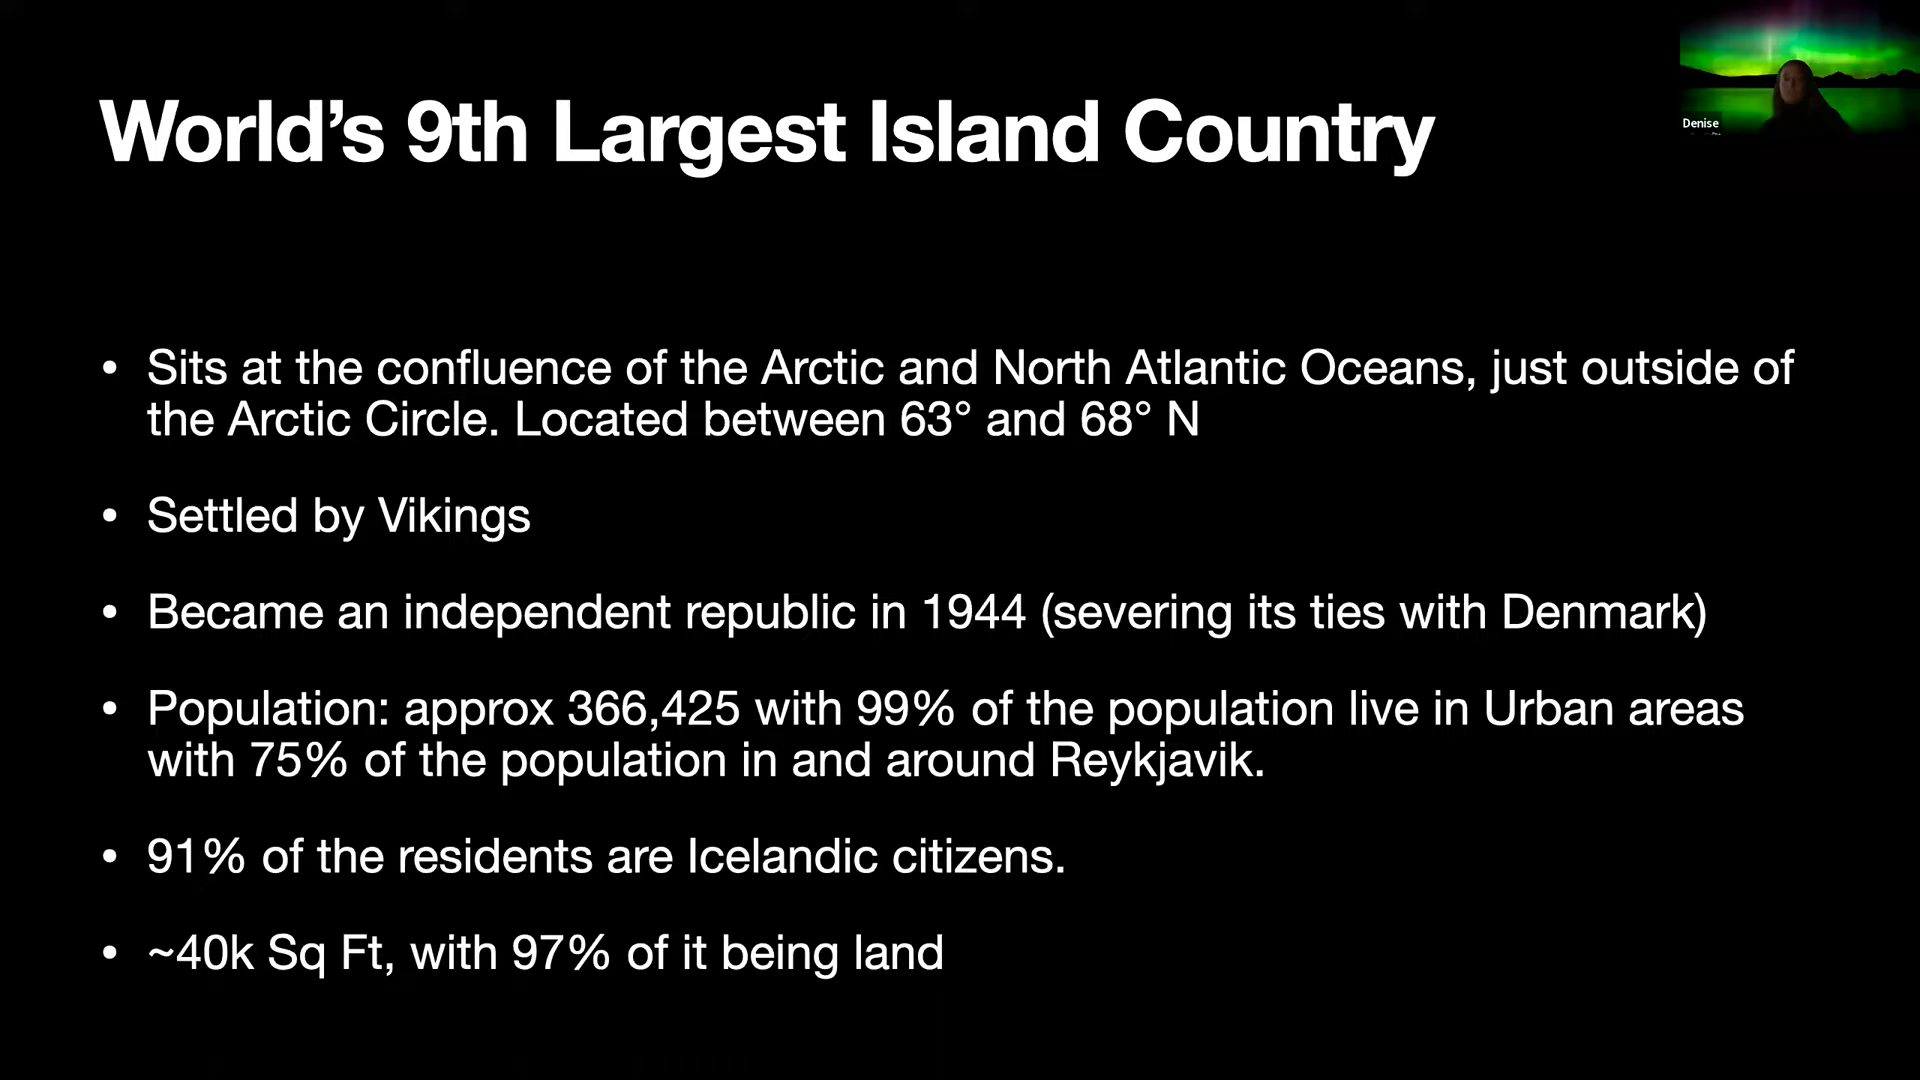 World’s 9th Largest Island Country
Denise
• Sits at the confluence of the Arctic and North Atlantic Oceans, just outside of
the Arctic Circle. Located between 63° and 68° N
• Settled by Vikings
• Became an independent republic in 1944 (severing its ties with Denmark)
• Population: approx 366,425 with 99% of the population live in Urban areas
with 75% of the population in and around Reykjavik.
• 91% of the residents are Icelandic citizens.
• ~40k Sq Ft, with 97% of it being land